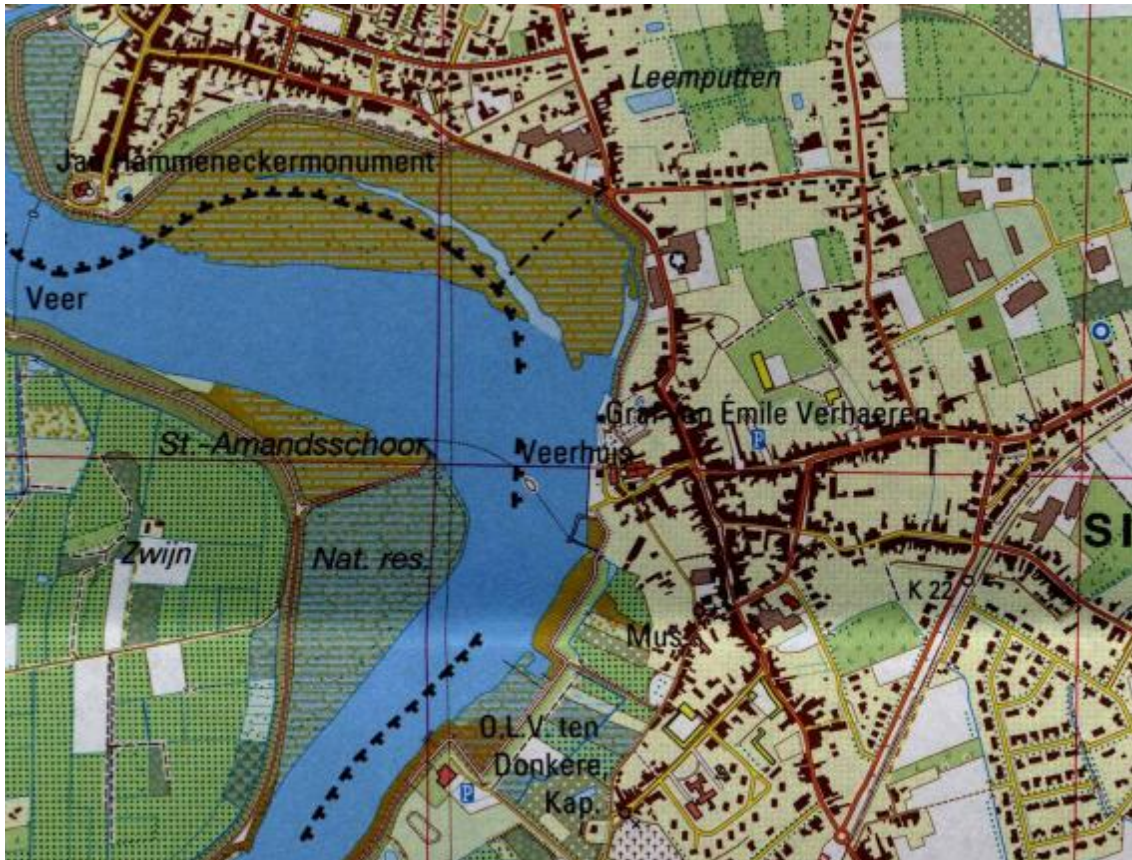 Leemputten
Jan Hammeneckermonument
Veer
Graf van Émile Verhaeren
P
St.-Amandsschoor
Veerhuis
SI
Zwijn
Nat. res.
K 22
Mus.
O.L.V. ten
Donkere,
Kap.
P